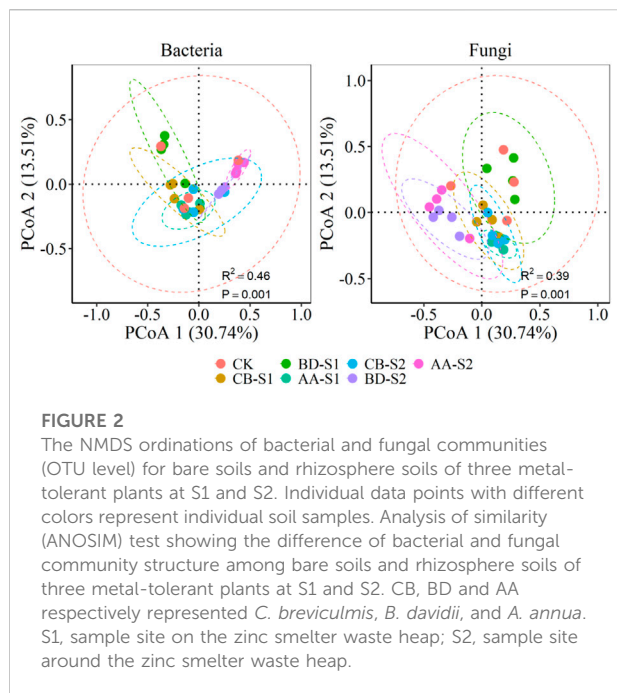 Bacteria
Fungi
PCoA 2 (13.51%)
0.5
0.0
-0.5
-1.0 -0.5 0.0 0.5 1.0
PCoA 1 (30.74%)
R² = 0.46
P = 0.001
PCoA 2 (13.51%)
1.0
0.5
0.0
-0.5
-1.0 -0.5 0.0 0.5 1.0
PCoA 1 (30.74%)
R² = 0.39
P = 0.001
CK BD-S1 CB-S2 AA-S2
CB-S1 AA-S1 BD-S2
FIGURE 2
The NMDS ordinations of bacterial and fungal communities
(OTU level) for bare soils and rhizosphere soils of three metal-
tolerant plants at S1 and S2. Individual data points with different
colors represent individual soil samples. Analysis of similarity
(ANOSIM) test showing the difference of bacterial and fungal
community structure among bare soils and rhizosphere soils of
three metal-tolerant plants at S1 and S2. CB, BD and AA
respectively represented C. breviculmis, B. davidii, and A. annua.
S1, sample site on the zinc smelter waste heap; S2, sample site
around the zinc smelter waste heap.